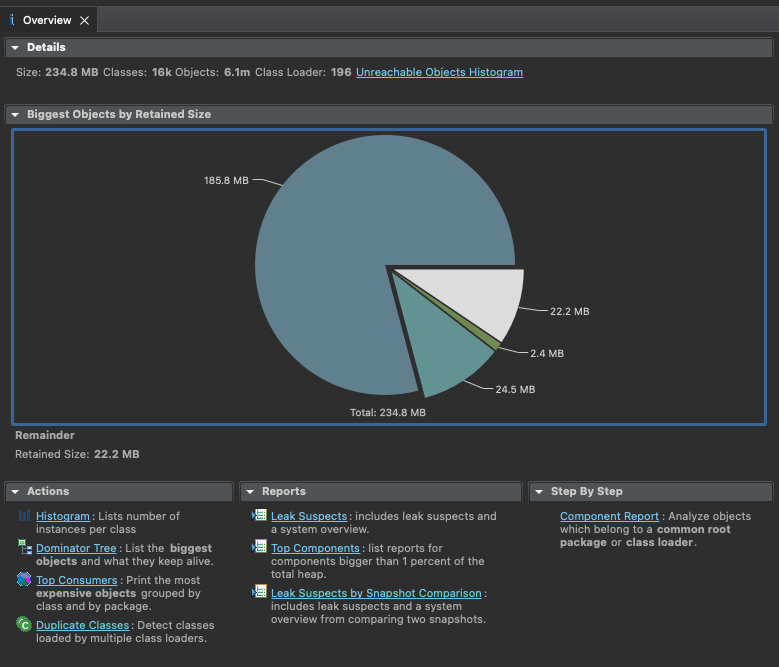 Overview
Details
Size: 234.8 MB Classes: 16k Objects: 6.1m Class Loader: 196 Unreachable Objects Histogram
Biggest Objects by Retained Size
185.8 MB
22.2 MB
2.4 MB
24.5 MB
Total: 234.8 MB
Remainder
Retained Size: 22.2 MB
Actions
Histogram: Lists number of
instances per class
Dominator Tree: List the biggest
objects and what they keep alive.
Top Consumers: Print the most
expensive objects grouped by
class and by package.
Duplicate Classes: Detect classes
loaded by multiple class loaders.
Reports
Leak Suspects: includes leak suspects and
a system overview.
Top Components: list reports for
components bigger than 1 percent of the
total heap.
Leak Suspects by Snapshot Comparison:
includes leak suspects and a system
overview from comparing two snapshots.
Step By Step
Component Report: Analyze objects
which belong to a common root
package or class loader.